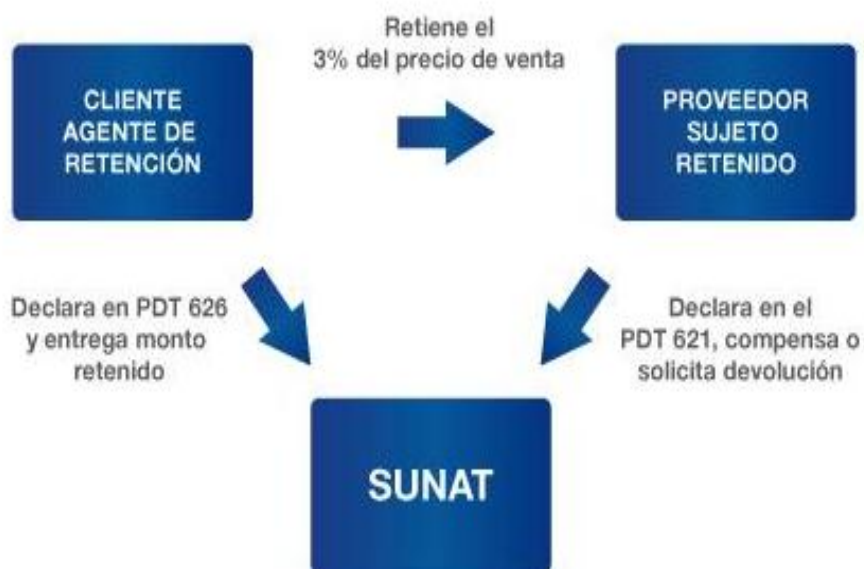 Retiene el
3% del precio de venta
CLIENTE
AGENTE DE
RETENCIÓN
PROVEEDOR
SUJETO
RETENIDO
Declara en PDT 626
y entrega monto
retenido
Declara en el
PDT 621, compensa o
solicita devolución
SUNAT